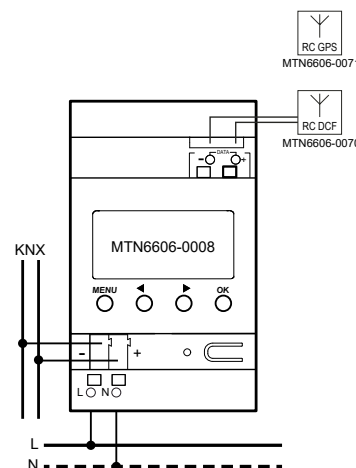 RC GPS
MTN6606-0071
RC DCF
MTN6606-0070
DATA
- +
MTN6606-0008
KNX
MENU OK
- +
L N
L
N